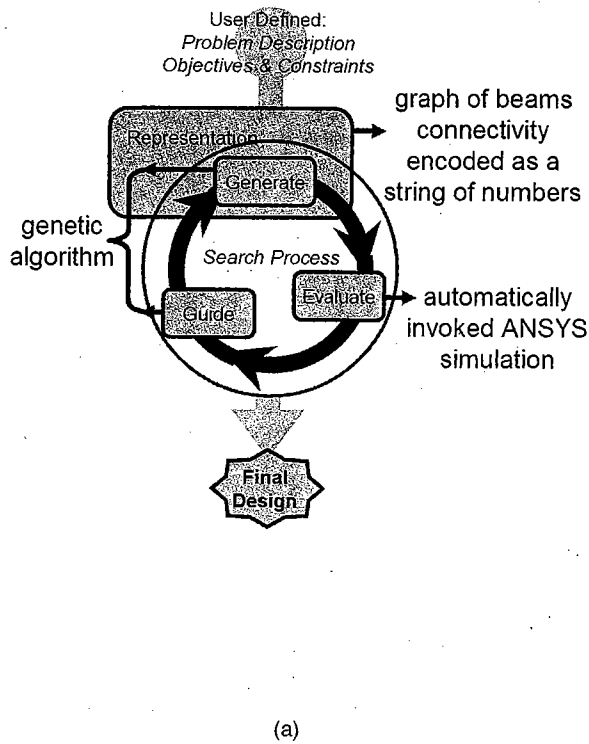 User Defined:
Problem Description
Objectives & Constraints
Representation
graph of beams
connectivity
encoded as a
string of numbers
Generate
genetic
algorithm
Search Process
Guide
Evaluate
automatically
invoked ANSYS
simulation
Final
Design
(a)